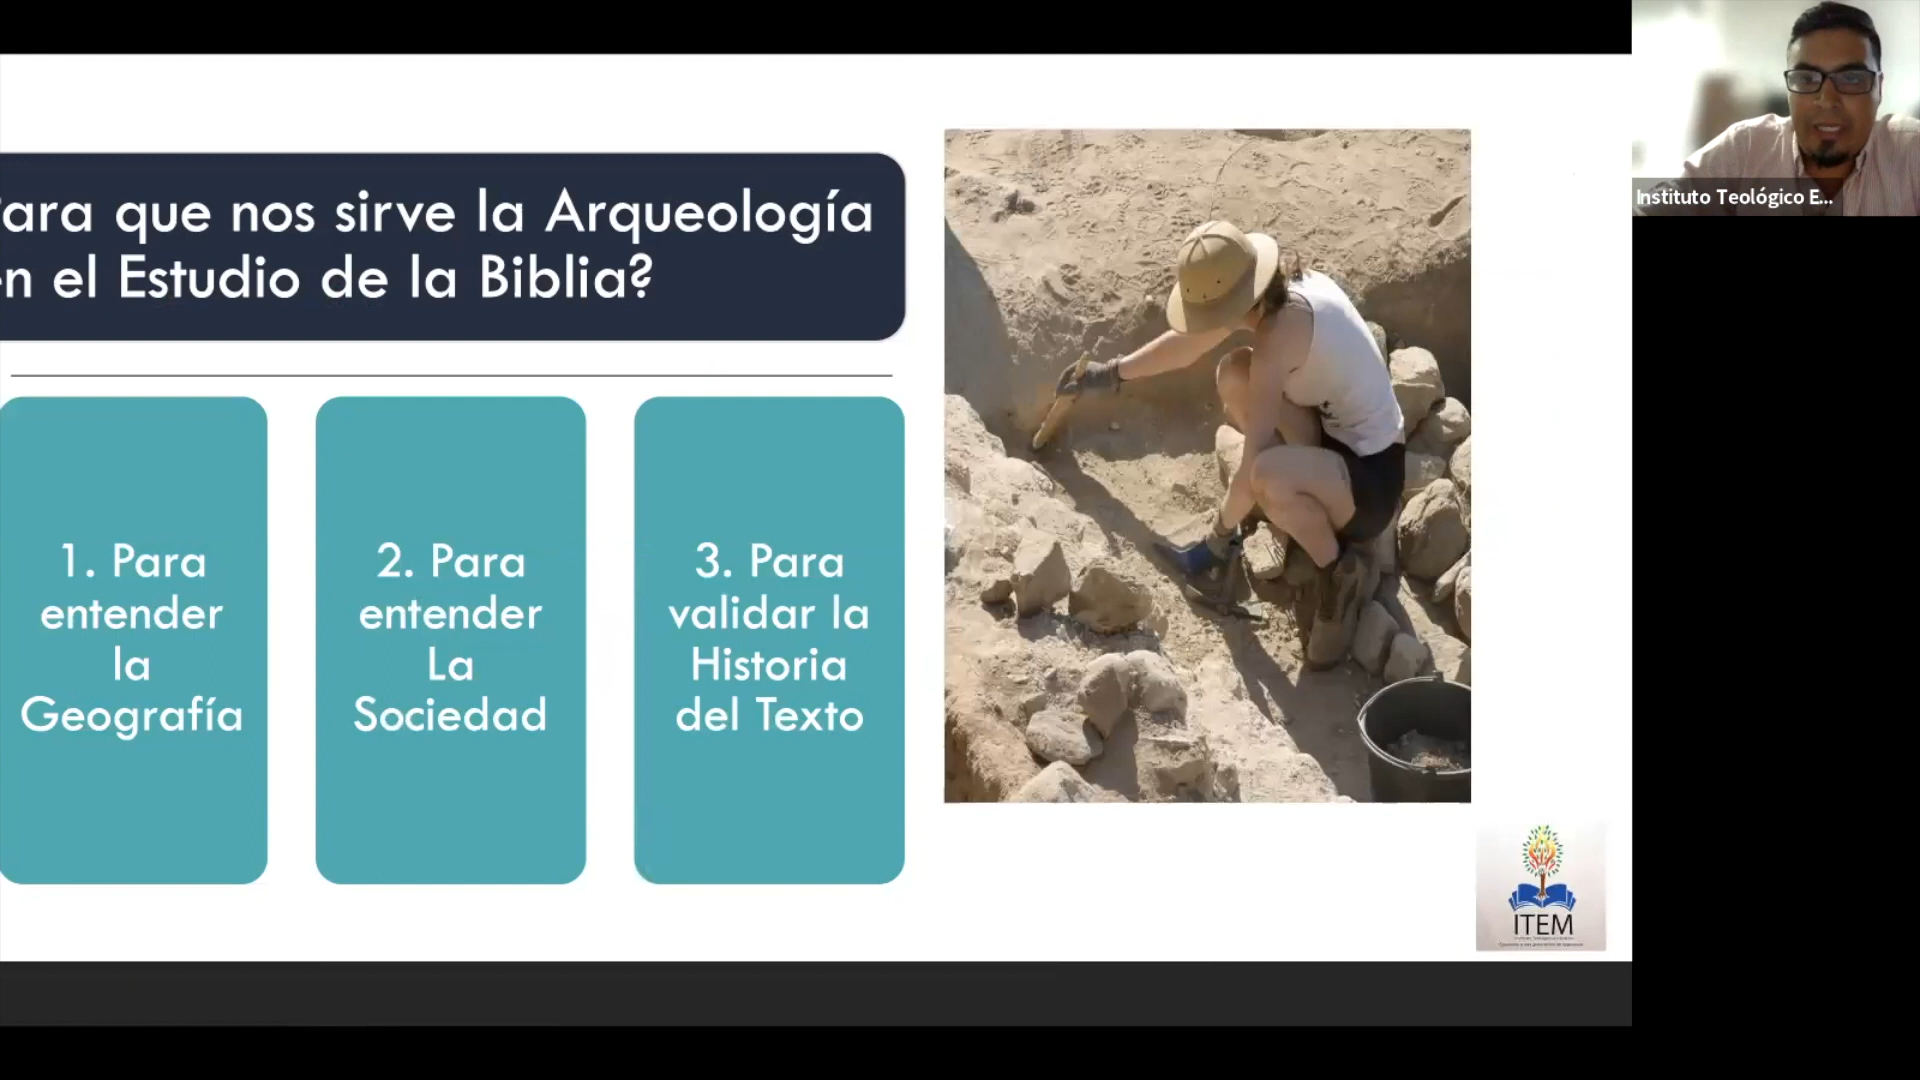 ara que nos sirve la Arqueología
n el Estudio de la Biblia?
1. Para
entender
la
Geografía
2. Para
entender
La
Sociedad
3. Para
validar la
Historia
del Texto
Instituto Teológico E...
ITEM